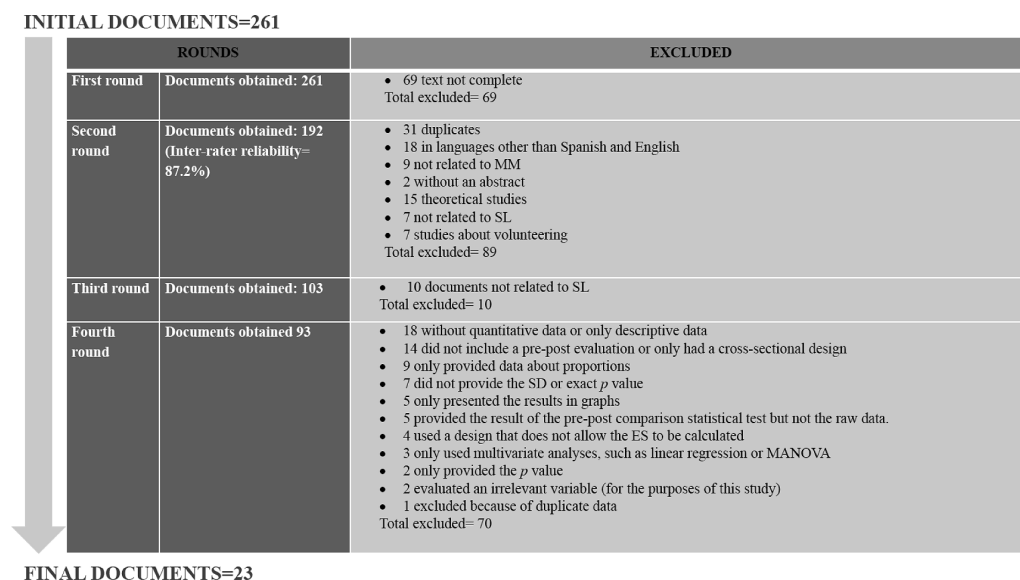 INITIAL DOCUMENTS=261
ROUNDS
EXCLUDED
First round
Documents obtained: 261
• 69 text not complete
Total excluded= 69
Second
round
Documents obtained: 192
(Inter-rater reliability=
87.2%)
• 31 duplicates
• 18 in languages other than Spanish and English
• 9 not related to MM
• 2 without an abstract
• 15 theoretical studies
• 7 not related to SL
• 7 studies about volunteering
Total excluded= 89
Third round
Documents obtained: 103
• 10 documents not related to SL
Total excluded= 10
Fourth
round
Documents obtained 93
• 18 without quantitative data or only descriptive data
• 14 did not include a pre-post evaluation or only had a cross-sectional design
• 9 only provided data about proportions
• 7 did not provide the SD or exact p value
• 5 only presented the results in graphs
• 5 provided the result of the pre-post comparison statistical test but not the raw data.
• 4 used a design that does not allow the ES to be calculated
• 3 only used multivariate analyses, such as linear regression or MANOVA
• 2 only provided the p value
• 2 evaluated an irrelevant variable (for the purposes of this study)
• 1 excluded because of duplicate data
Total excluded= 70
FINAL DOCUMENTS=23